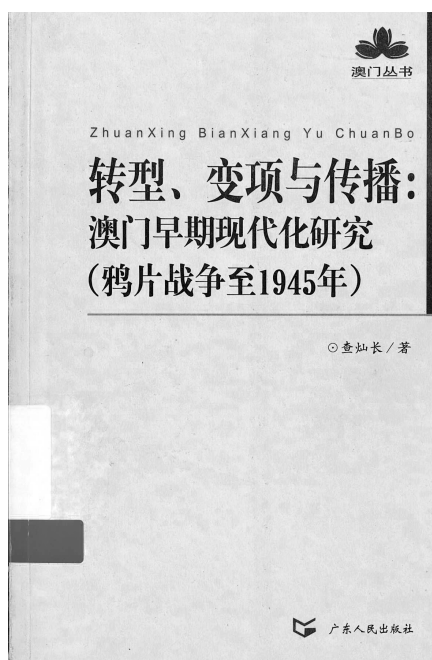 澳门丛书
ZhuanXing BianXiang Yu ChuanBo
转型、变项与传播:
澳门早期现代化研究
(鸦片战争至1945年)
⊙查灿长/著
广东人民出版社